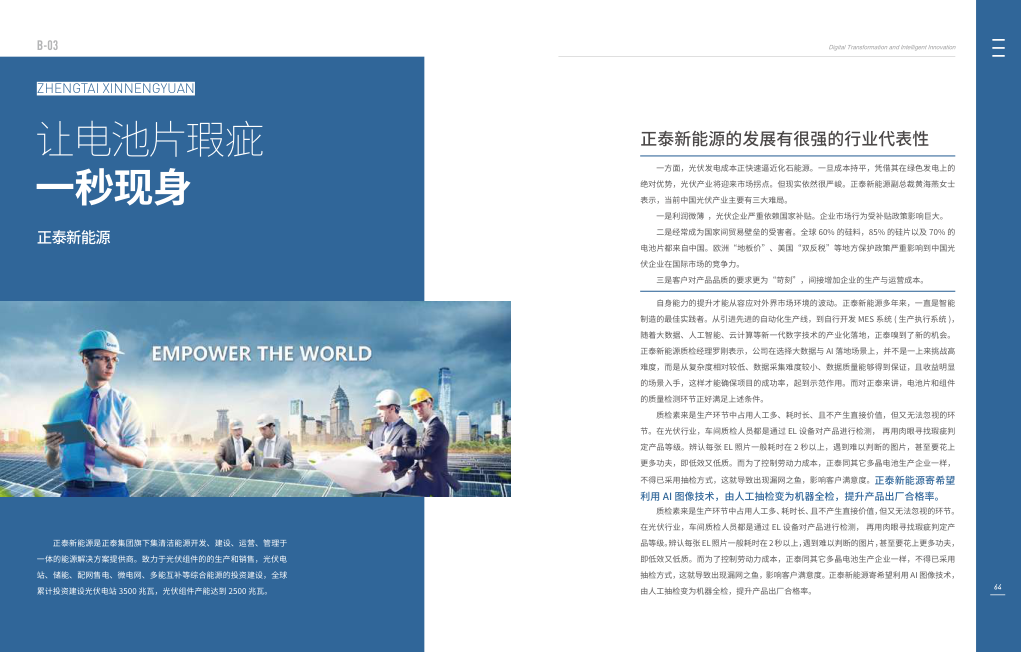 B-03
ZHENGTAI XINNENGYUAN
让电池片瑕疵
一秒现身
正泰新能源
EMPOWER THE WORLD
正泰新能源是正泰集团旗下集清洁能源开发、建设、运营、管理于
一体的能源解决方案提供商。致力于光伏组件的的生产和销售，光伏电
站、储能、配网售电、微电网、多能互补等综合能源的投资建设，全球
累计投资建设光伏电站 3500 兆瓦，光伏组件产能达到 2500 兆瓦。
Digital Transformation and Intelligent Innovation
正泰新能源的发展有很强的行业代表性
一方面，光伏发电成本正快速逼近化石能源。一旦成本持平，凭借其在绿色发电上的
绝对优势，光伏产业将迎来市场拐点。但现实依然很严峻。正泰新能源副总裁黄海燕女士
表示，当前中国光伏产业主要有三大难局。
一是利润微薄 ，光伏企业严重依赖国家补贴。企业市场行为受补贴政策影响巨大。
二是经常成为国家间贸易壁垒的受害者。全球 60% 的硅料，85% 的硅片以及 70% 的
电池片都来自中国。欧洲“地板价”、美国“双反税”等地方保护政策严重影响到中国光
伏企业在国际市场的竞争力。
三是客户对产品品质的要求更为“苛刻”，间接增加企业的生产与运营成本。
自身能力的提升才能从容应对外界市场环境的波动。正泰新能源多年来，一直是智能
制造的最佳实践者。从引进先进的自动化生产线，到自行开发 MES 系统 ( 生产执行系统 )，
随着大数据、人工智能、云计算等新一代数字技术的产业化落地，正泰嗅到了新的机会。
正泰新能源质检经理罗刚表示，公司在选择大数据与 AI 落地场景上，并不是一上来挑战高
难度，而是从复杂度相对较低、数据采集难度较小、数据质量能够得到保证，且收益明显
的场景入手，这样才能确保项目的成功率，起到示范作用。而对正泰来讲，电池片和组件
的质量检测环节正好满足上述条件。
质检素来是生产环节中占用人工多、耗时长、且不产生直接价值，但又无法忽视的环
节。在光伏行业，车间质检人员都是通过 EL 设备对产品进行检测， 再用肉眼寻找瑕疵判
定产品等级。辨认每张 EL 照片一般耗时在 2 秒以上，遇到难以判断的图片，甚至要花上
更多功夫，即低效又低质。而为了控制劳动力成本，正泰同其它多晶电池生产企业一样，
不得已采用抽检方式，这就导致出现漏网之鱼，影响客户满意度。正泰新能源寄希望
利用 AI 图像技术，由人工抽检变为机器全检，提升产品出厂合格率。
质检素来是生产环节中占用人工多、耗时长、且不产生直接价值，但又无法忽视的环节。
在光伏行业，车间质检人员都是通过 EL 设备对产品进行检测， 再用肉眼寻找瑕疵判定产
品等级。辨认每张 EL 照片一般耗时在 2 秒以上，遇到难以判断的图片，甚至要花上更多功夫，
即低效又低质。而为了控制劳动力成本，正泰同其它多晶电池生产企业一样，不得已采用
抽检方式，这就导致出现漏网之鱼，影响客户满意度。正泰新能源寄希望利用 AI 图像技术，
由人工抽检变为机器全检，提升产品出厂合格率。
64